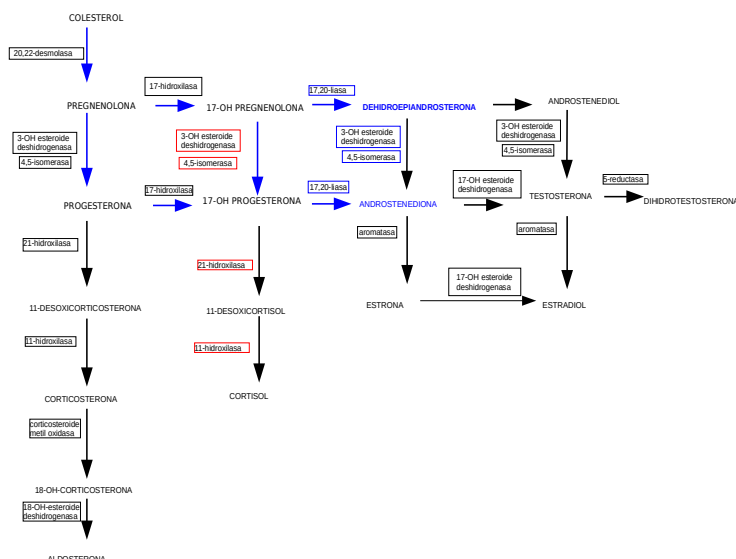 COLESTEROL
20,22-desmolasa
17-hidroxilasa
17,20-liasa
PREGNENOLONA
17-OH PREGNENOLONA
DEHIDROEPIANDROSTERONA
ANDROSTENEDIOL
3-OH esteroide
deshidrogenasa
4,5-isomerasa
3-OH esteroide
deshidrogenasa
4,5-isomerasa
3-OH esteroide
deshidrogenasa
4,5-isomerasa
3-OH esteroide
deshidrogenasa
4,5-isomerasa
17-hidroxilasa
17,20-liasa
17-OH esteroide
deshidrogenasa
5-reductasa
PROGESTERONA
17-OH PROGESTERONA
ANDROSTENEDIONA
TESTOSTERONA
DIHIDROTESTOSTERONA
21-hidroxilasa
21-hidroxilasa
aromatasa
aromatasa
17-OH esteroide
deshidrogenasa
11-DESOXICORTICOSTERONA
11-DESOXICORTISOL
ESTRONA
ESTRADIOL
11-hidroxilasa
11-hidroxilasa
CORTICOSTERONA
CORTISOL
corticosteroide
metil oxidasa
18-OH-CORTICOSTERONA
18-OH-esteroide
deshidrogenasa
ALDOSTERONA